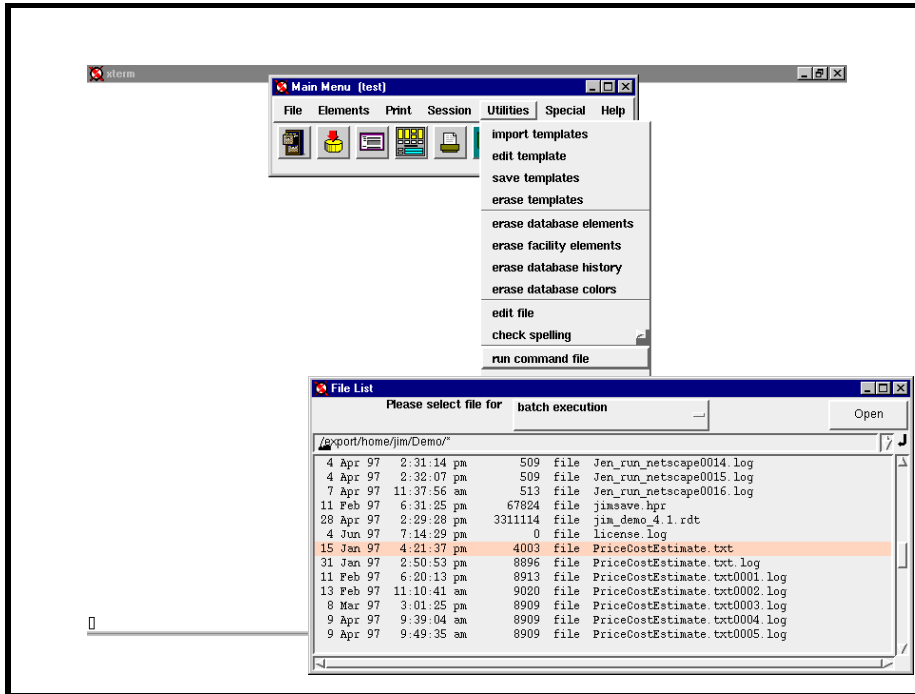 xterm
Main Menu (test)
File Elements Print Session Utilities Special Help
import templates
edit template
save templates
erase templates
erase database elements
erase facility elements
erase database history
erase database colors
edit file
check spelling
run command file
File List
Please select file for batch execution Open
/export/home/jim/Demo/*
4 Apr 97 2:31:14 pm 509 file Jen_run_netscape0014.log
4 Apr 97 2:32:07 pm 509 file Jen_run_netscape0015.log
7 Apr 97 11:37:56 am 513 file Jen_run_netscape0016.log
11 Feb 97 6:31:25 pm 67824 file jimsave.hpr
28 Apr 97 2:29:28 pm 3311114 file jim_demo_4.1.rdt
4 Jun 97 7:14:29 pm 0 file license.log
15 Jan 97 4:21:37 pm 4003 file PriceCostEstimate.txt
31 Jan 97 2:50:53 pm 8896 file PriceCostEstimate.txt.log
11 Feb 97 6:20:13 pm 8913 file PriceCostEstimate.txt0001.log
13 Feb 97 11:10:41 am 9020 file PriceCostEstimate.txt0002.log
8 Mar 97 3:01:25 pm 8909 file PriceCostEstimate.txt0003.log
9 Apr 97 9:39:04 am 8909 file PriceCostEstimate.txt0004.log
9 Apr 97 9:49:35 am 8909 file PriceCostEstimate.txt0005.log